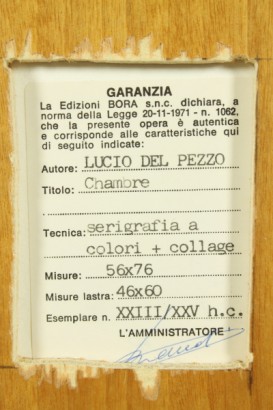 GARANZIA
La Edizioni BORA s.n.c. dichiara, a
norma della Legge 20-11-1971 - n. 1062,
che la presente opera è autentica
e corrisponde alle caratteristiche qui
di seguito indicate:
Autore: LUCIO DEL PEZZO
Titolo: Chambre
Tecnica: serigrafia a
colori + collage
Misure: 56x76
Misure lastra: 46x60
Esemplare n. XXIII/XXV h.c.
L'AMMINISTRATORE